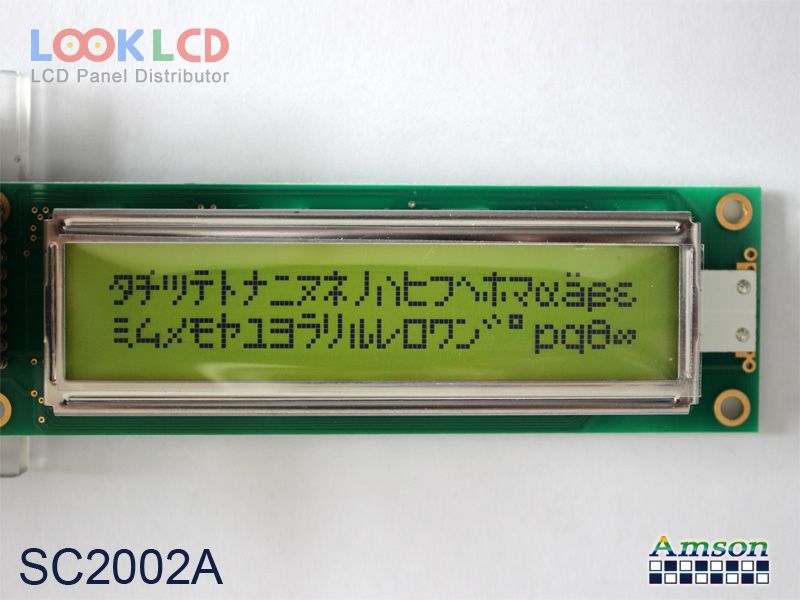 LOOK LCD
LCD Panel Distributor
タチツテトナニヌネノハヒフヘホマαäβε
ミムメモヤユヨラリルレロワン゙゚ pqθ∞
SC2002A
Amson